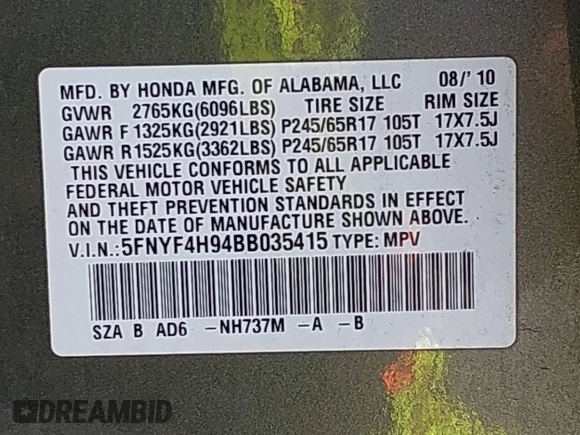 MFD. BY HONDA MFG. OF ALABAMA, LLC 08/' 10
GVWR 2765KG(6096LBS) TIRE SIZE RIM SIZE
GAWR F 1325KG(2921LBS) P245/65R17 105T 17X7.5J
GAWR R1525KG(3362LBS) P245/65R17 105T 17X7.5J
THIS VEHICLE CONFORMS TO ALL APPLICABLE
FEDERAL MOTOR VEHICLE SAFETY
AND THEFT PREVENTION STANDARDS IN EFFECT
ON THE DATE OF MANUFACTURE SHOWN ABOVE.
V.I.N.:5FNYF4H94BB035415 TYPE: MPV
SZA B AD6 -NH737M -A -B
DREAMBID